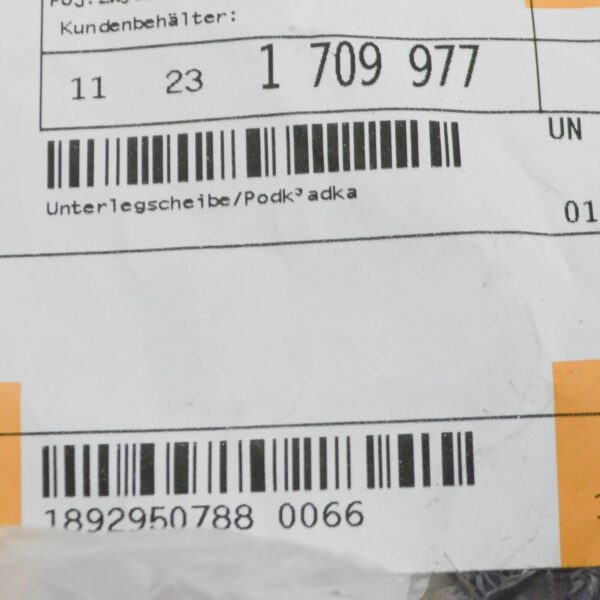 Kundenbehälter:
11 23 1 709 977
UN
Unterlegscheibe/Podk³adka
01
1892950788 0066